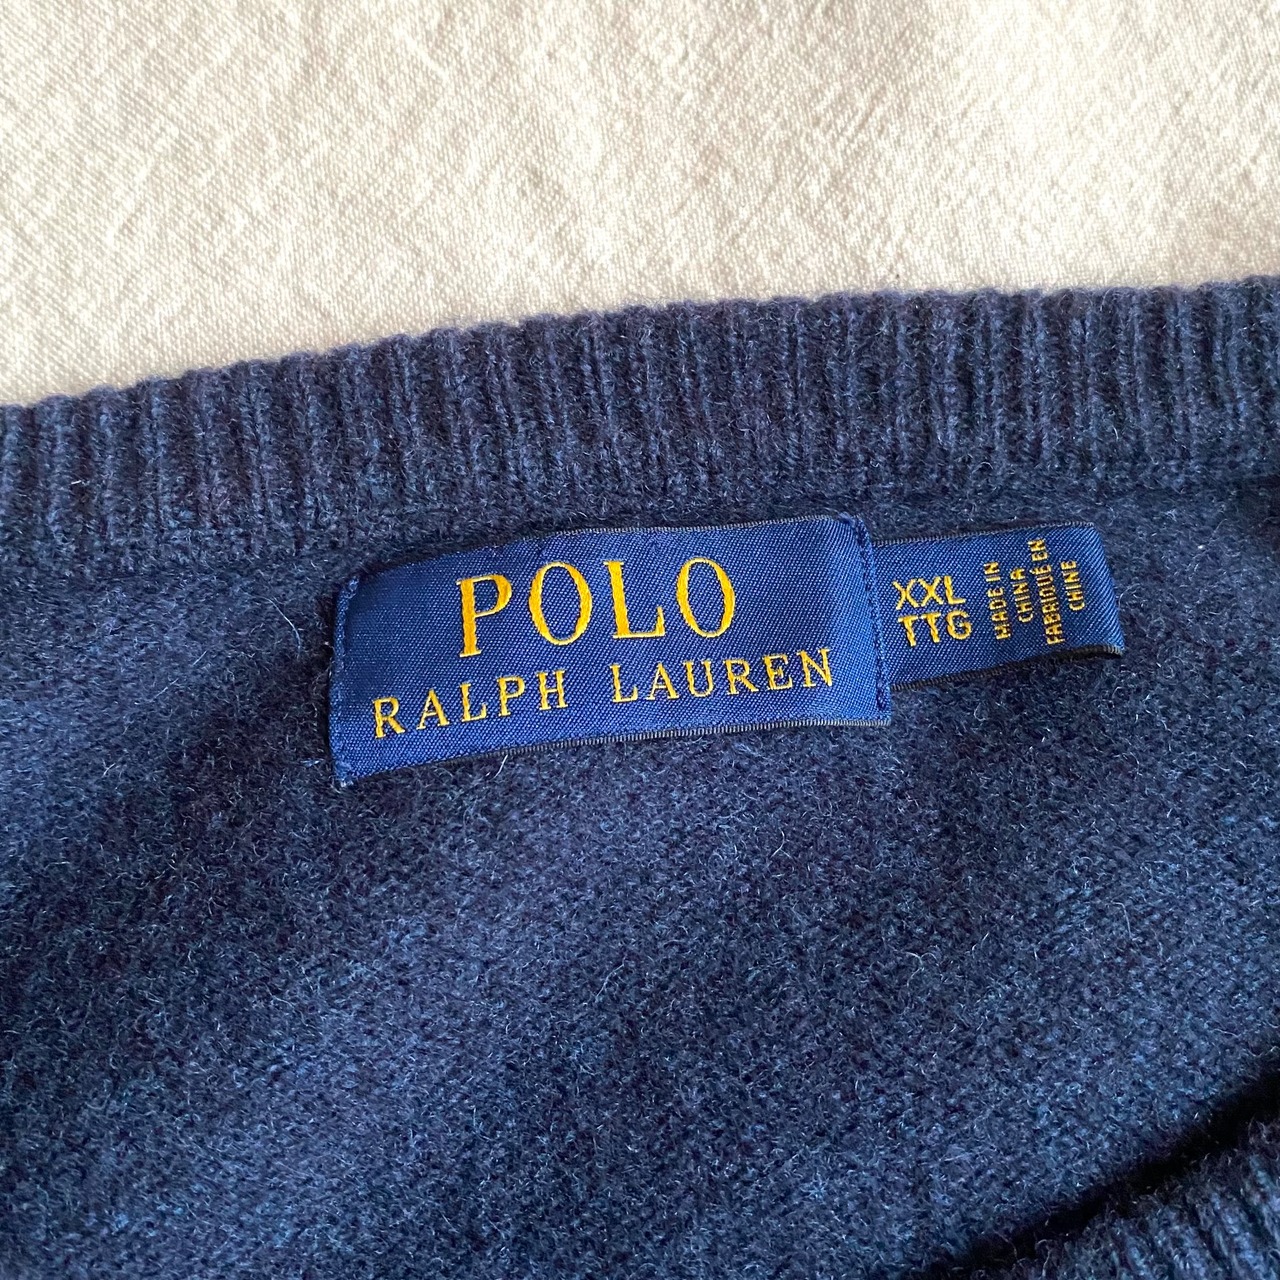 POLO
RALPH LAUREN
XXL
TTG
MADE IN
CHINA
FABRIQUÉ EN
CHINE